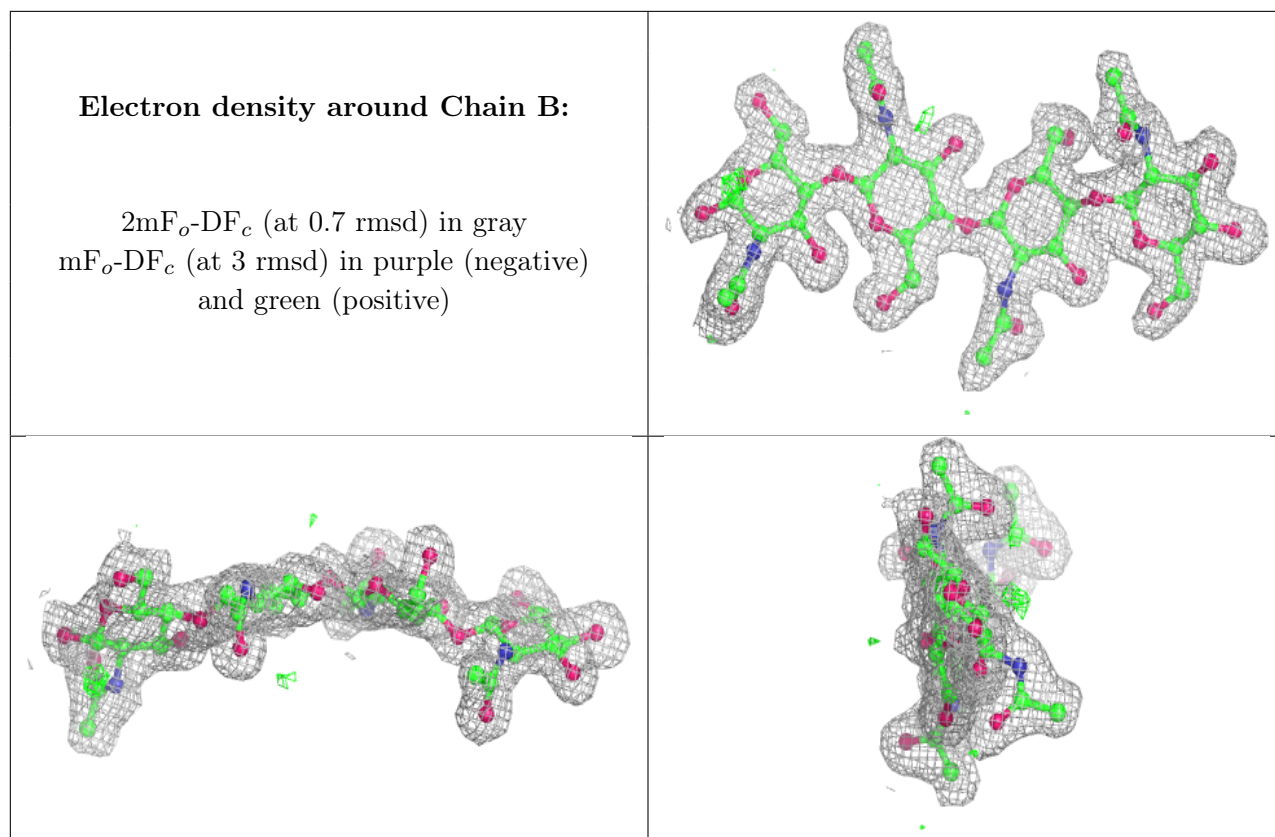 Electron density around Chain B:
2mFₒ-DF𝒸 (at 0.7 rmsd) in gray
mFₒ-DF𝒸 (at 3 rmsd) in purple (negative)
and green (positive)